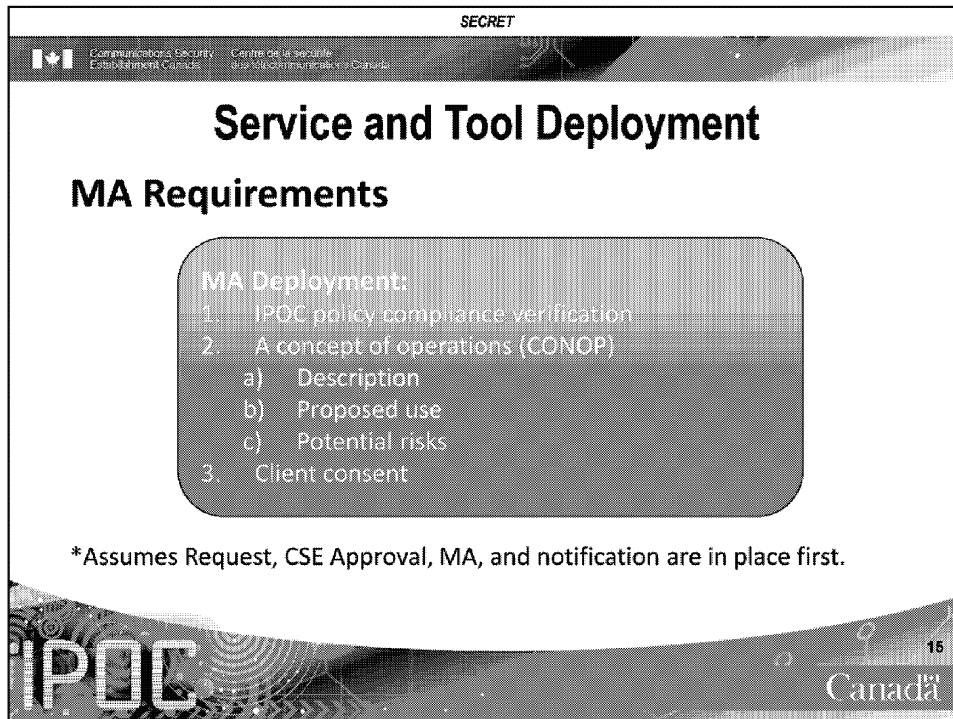 SECRET
Communications Security
Establishment Canada
Centre de la sécurité
des télécommunications Canada
Service and Tool Deployment
MA Requirements
MA Deployment:
1. IPOC policy compliance verification
2. A concept of operations (CONOP)
a) Description
b) Proposed use
c) Potential risks
3. Client consent
*Assumes Request, CSE Approval, MA, and notification are in place first.
IPOC
15
Canada